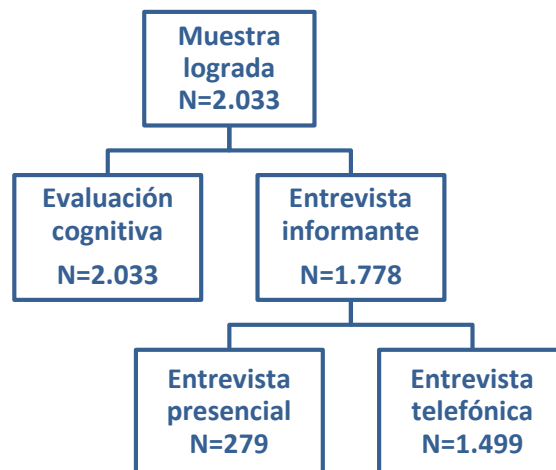 Muestra
lograda
N=2.033
Evaluación
cognitiva
N=2.033
Entrevista
informante
N=1.778
Entrevista
presencial
N=279
Entrevista
telefónica
N=1.499